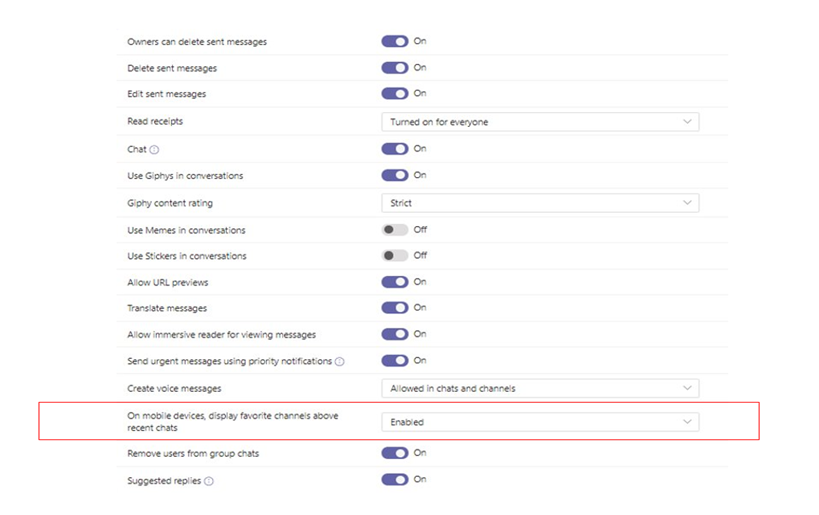 Owners can delete sent messages On
Delete sent messages On
Edit sent messages On
Read receipts Turned on for everyone
Chat On
Use Giphys in conversations On
Giphy content rating Strict
Use Memes in conversations Off
Use Stickers in conversations Off
Allow URL previews On
Translate messages On
Allow immersive reader for viewing messages On
Send urgent messages using priority notifications On
Create voice messages Allowed in chats and channels
On mobile devices, display favorite channels above
recent chats Enabled
Remove users from group chats On
Suggested replies On